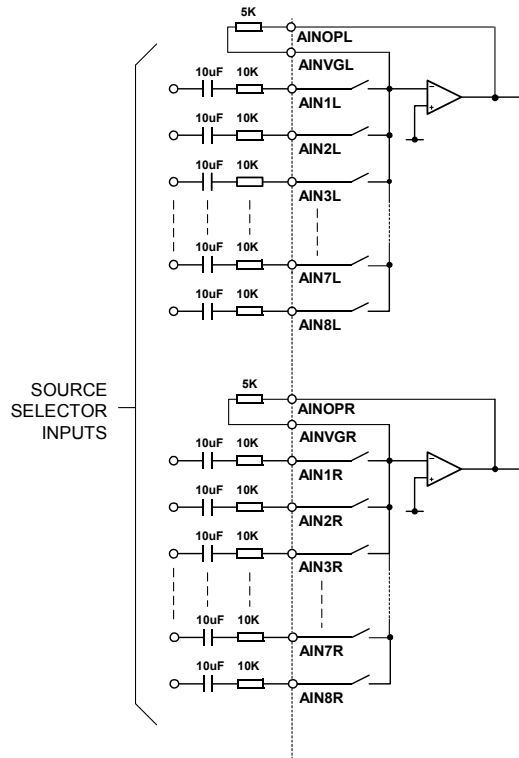 5K
AINOPL
AINVGL
10uF 10K
AIN1L
10uF 10K
AIN2L
10uF 10K
AIN3L
10uF 10K
AIN7L
10uF 10K
AIN8L
SOURCE
SELECTOR
INPUTS
5K
AINOPR
AINVGR
10uF 10K
AIN1R
10uF 10K
AIN2R
10uF 10K
AIN3R
10uF 10K
AIN7R
10uF 10K
AIN8R